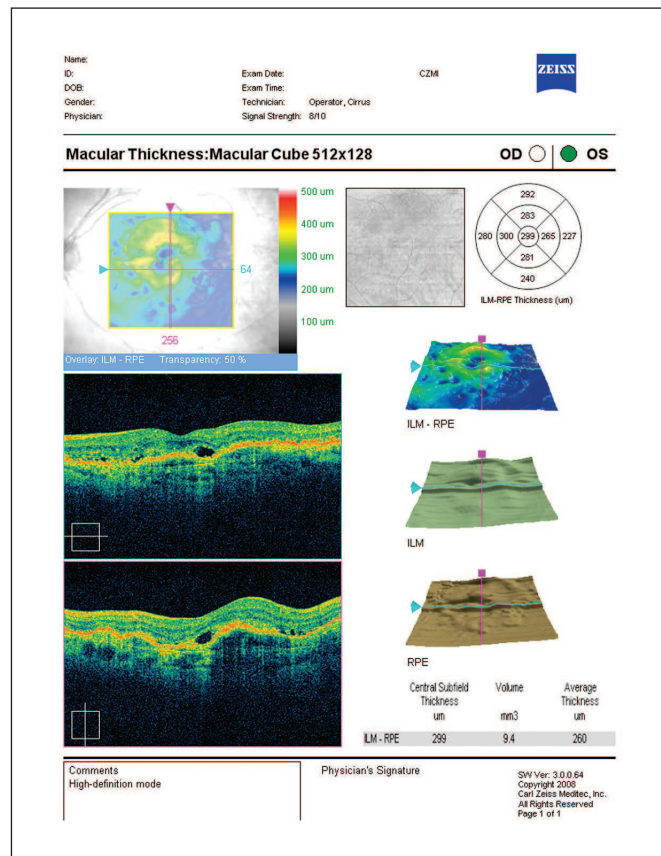 Name:
ID:
Exam Date:
CZMI
DOB:
Exam Time:
Gender:
Technician: Operator, Cirrus
Physician:
Signal Strength: 8/10
ZEISS
Macular Thickness:Macular Cube 512x128
OD
OS
500 um
400 um
300 um
200 um
100 um
64
256
Overlay: ILM - RPE Transparency: 50 %
292
283
280 300 299 265 227
281
240
ILM-RPE Thickness (um)
ILM - RPE
ILM
RPE
Central Subfield Thickness um
Volume mm3
Average Thickness um
ILM - RPE 299 9.4 260
Comments
High-definition mode
Physician's Signature
SW Ver: 3.0.0.64
Copyright 2008
Carl Zeiss Meditec, Inc.
All Rights Reserved
Page 1 of 1